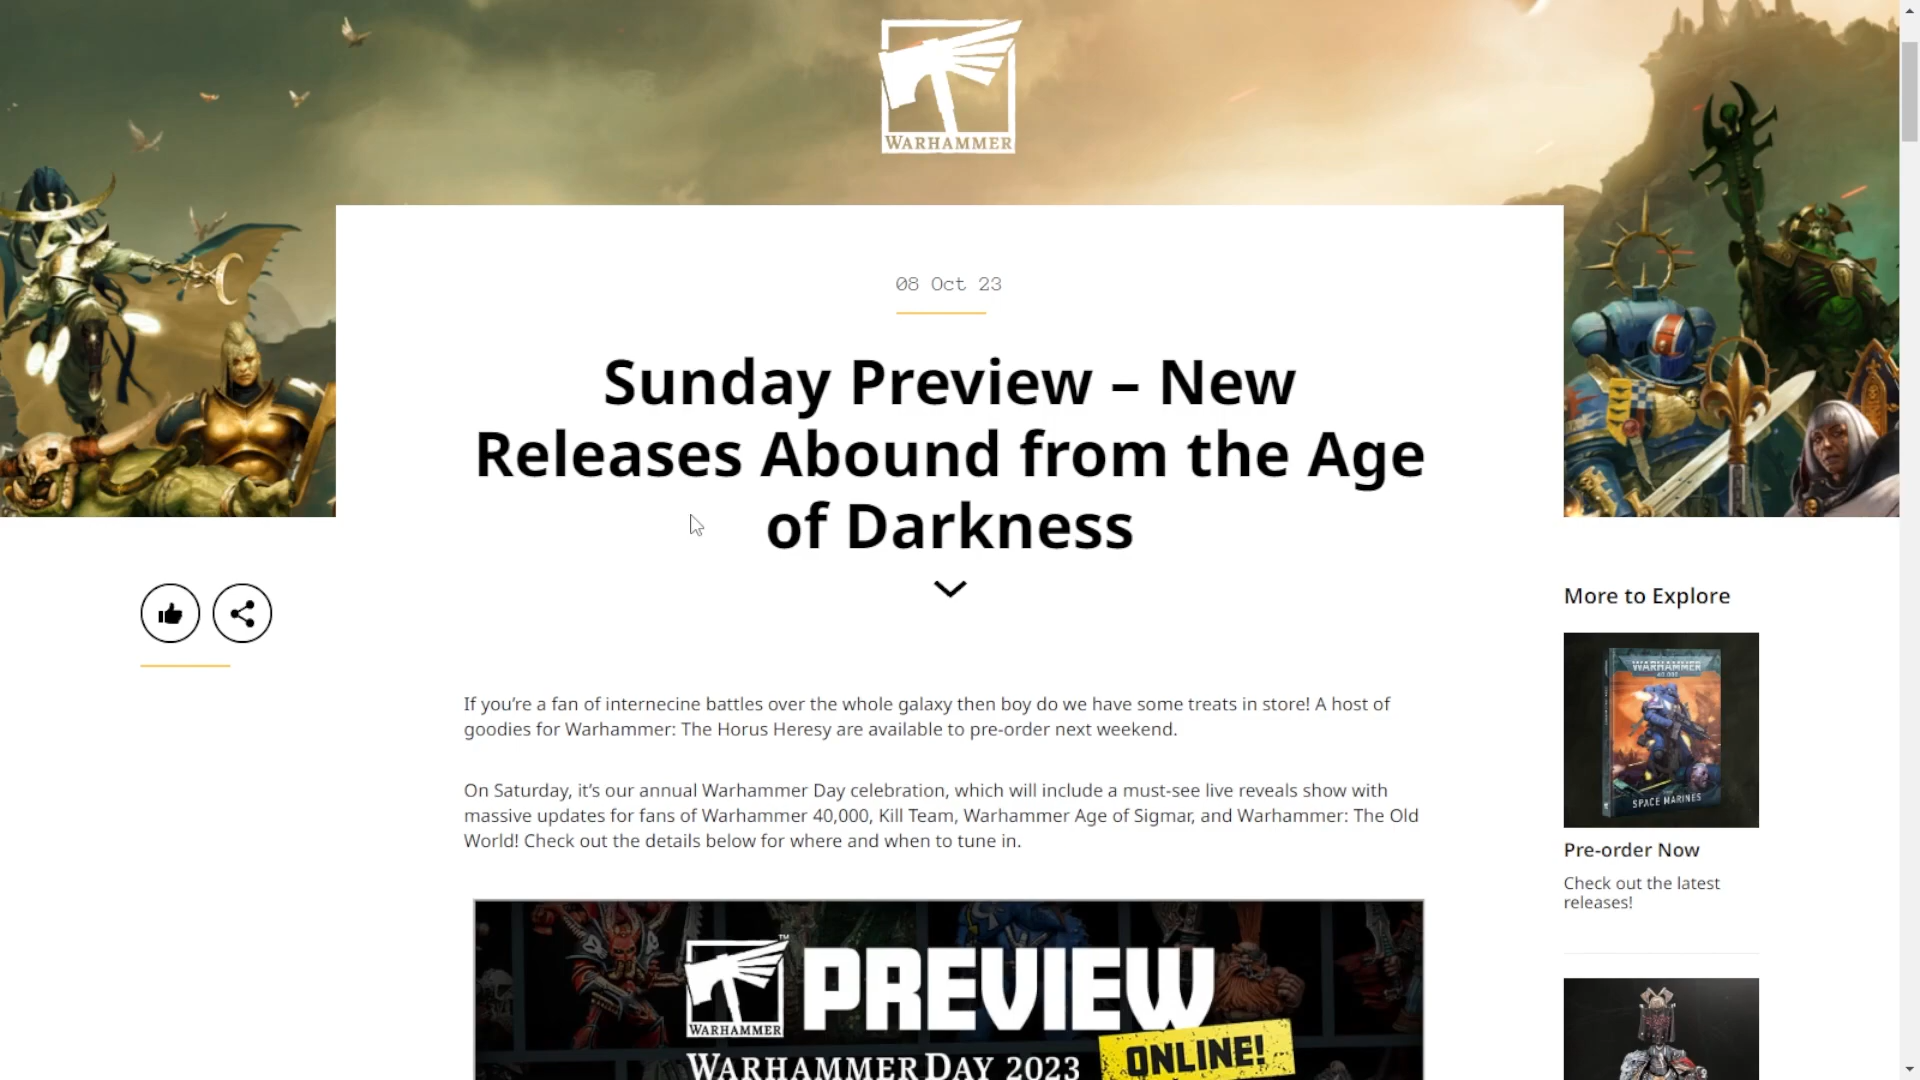 WARHAMMER
08 Oct 23
Sunday Preview – New
Releases Abound from the Age
of Darkness
If you’re a fan of internecine battles over the whole galaxy then boy do we have some treats in store! A host of
goodies for Warhammer: The Horus Heresy are available to pre-order next weekend.
On Saturday, it’s our annual Warhammer Day celebration, which will include a must-see live reveals show with
massive updates for fans of Warhammer 40,000, Kill Team, Warhammer Age of Sigmar, and Warhammer: The Old
World! Check out the details below for where and when to tune in.
WARHAMMER
™
PREVIEW
ONLINE!
WARHAMMER DAY 2023
More to Explore
WARHAMMER
40,000
SPACE MARINES
Pre-order Now
Check out the latest
releases!